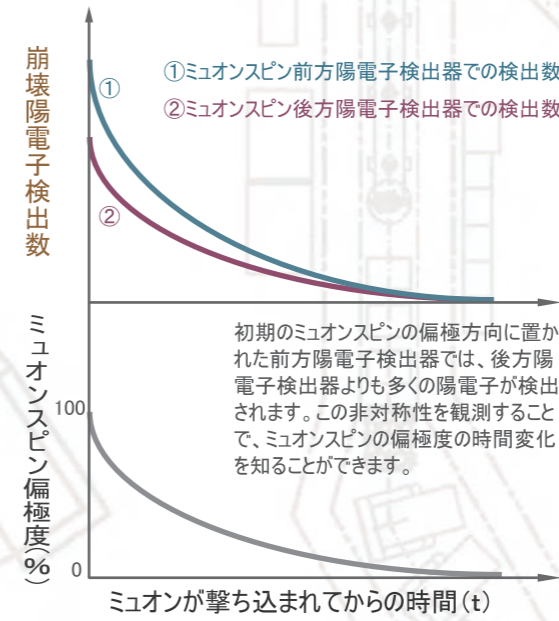 崩壊陽電子検出数
①ミュオンスピン前方陽電子検出器での検出数
②ミュオンスピン後方陽電子検出器での検出数
①
②
初期のミュオンスピンの偏極方向に置か
れた前方陽電子検出器では、後方陽
電子検出器よりも多くの陽電子が検出
されます。この非対称性を観測すること
で、ミュオンスピンの偏極度の時間変化
を知ることができます。
ミュオンスピン偏極度(%)
100
0
ミュオンが撃ち込まれてからの時間(t)